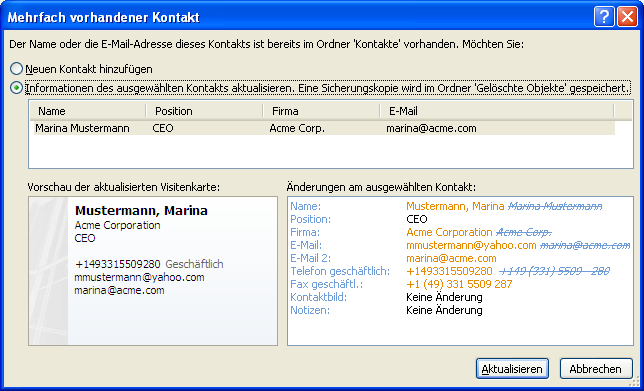 Mehrfach vorhandener Kontakt
Der Name oder die E-Mail-Adresse dieses Kontakts ist bereits im Ordner 'Kontakte' vorhanden. Möchten Sie:
Neuen Kontakt hinzufügen
Informationen des ausgewählten Kontakts aktualisieren. Eine Sicherungskopie wird im Ordner 'Gelöschte Objekte' gespeichert.
Name Position Firma E-Mail
Marina Mustermann CEO Acme Corp. marina@acme.com
Vorschau der aktualisierten Visitenkarte:
Mustermann, Marina
Acme Corporation
CEO
+1493315509280 Geschäftlich
mmustermann@yahoo.com
marina@acme.com
Änderungen am ausgewählten Kontakt:
Name: Mustermann, Marina Marina Mustermann
Position: CEO
Firma: Acme Corporation Acme Corp.
E-Mail: mmustermann@yahoo.com marina@acme.com
E-Mail 2: marina@acme.com
Telefon geschäftlich: +1493315509280 +149 (331) 5509 - 280
Fax geschäftl.: +1 (49) 331 5509 287
Kontaktbild: Keine Änderung
Notizen: Keine Änderung
Aktualisieren Abbrechen